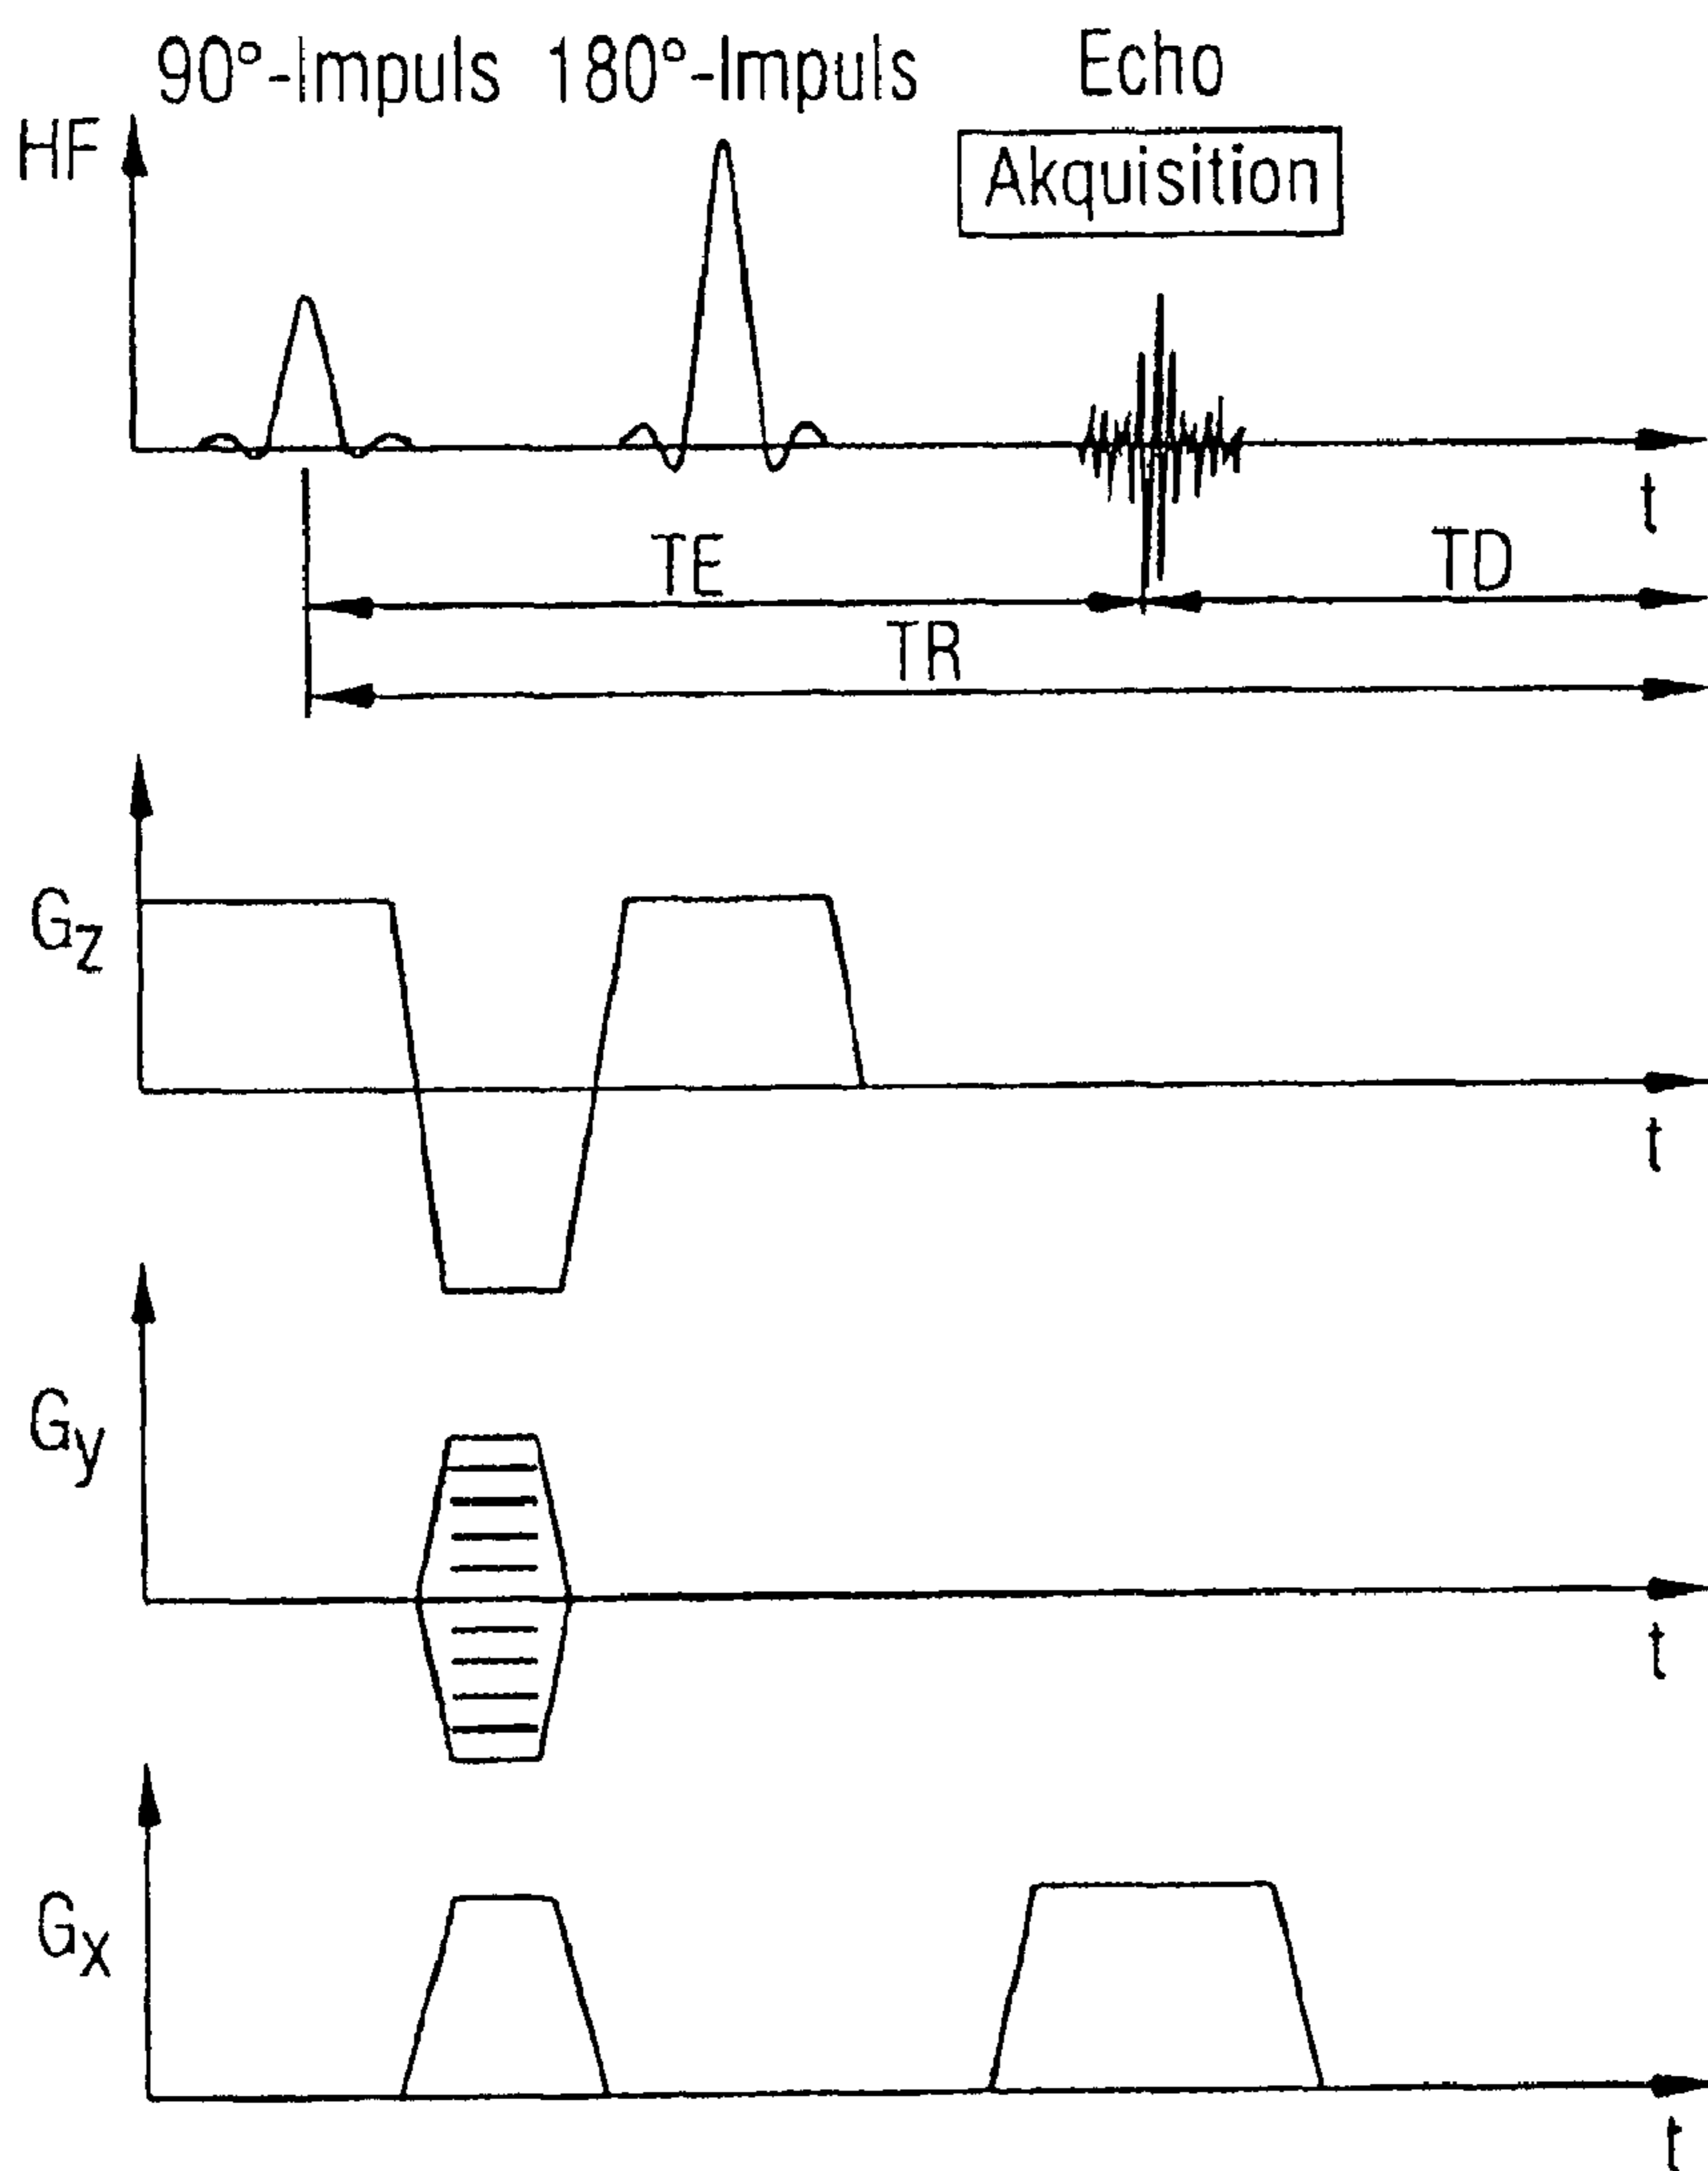 90°-Impuls 180°-Impuls Echo
HF
Akquisition
t
TE
TD
TR
Gz
t
Gy
t
Gx
t